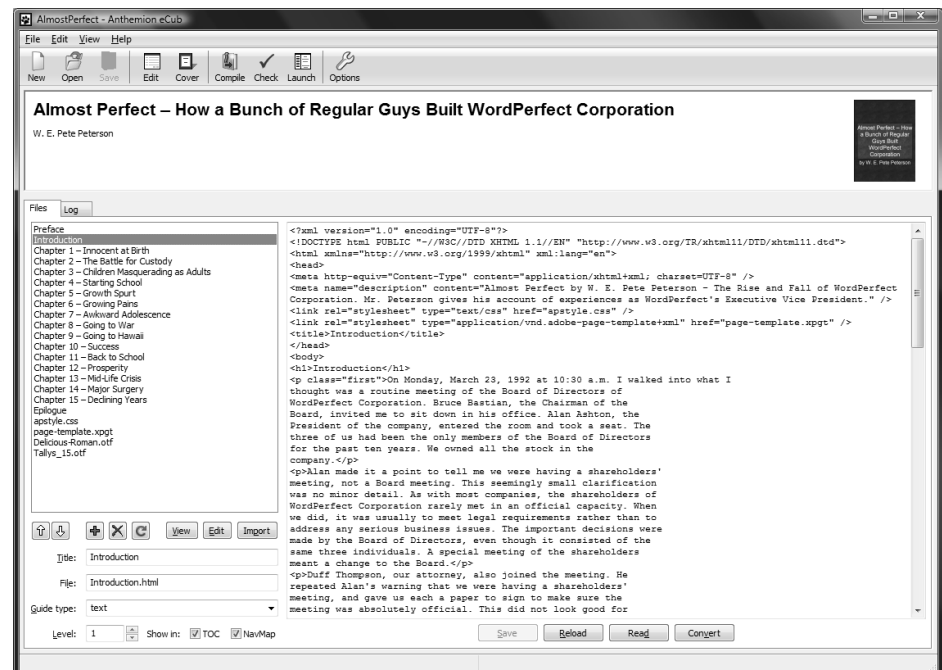 AlmostPerfect - Anthemion eCub
File Edit View Help
New Open Save Edit Cover Compile Check Launch Options
Almost Perfect – How a Bunch of Regular Guys Built WordPerfect Corporation
W. E. Pete Peterson
Almost Perfect – How
a Bunch of Regular
Guys Built
WordPerfect
Corporation
by W. E. Pete Peterson
Files Log
Preface
Introduction
Chapter 1 – Innocent at Birth
Chapter 2 – The Battle for Custody
Chapter 3 – Children Masquerading as Adults
Chapter 4 – Starting School
Chapter 5 – Growth Spurt
Chapter 6 – Growing Pains
Chapter 7 – Awkward Adolescence
Chapter 8 – Going to War
Chapter 9 – Going to Hawaii
Chapter 10 – Success
Chapter 11 – Back to School
Chapter 12 – Prosperity
Chapter 13 – Mid-Life Crisis
Chapter 14 – Major Surgery
Chapter 15 – Declining Years
Epilogue
apstyle.css
page-template.xpgt
Delicious-Roman.otf
Tallys_15.otf
View Edit Import
Title: Introduction
File: Introduction.html
Guide type: text
Level: 1 Show in: TOC NavMap
<?xml version="1.0" encoding="UTF-8"?>
<!DOCTYPE html PUBLIC "-//W3C//DTD XHTML 1.1//EN" "http://www.w3.org/TR/xhtml11/DTD/xhtml11.dtd">
<html xmlns="http://www.w3.org/1999/xhtml" xml:lang="en">
<head>
<meta http-equiv="Content-Type" content="application/xhtml+xml; charset=UTF-8" />
<meta name="description" content="Almost Perfect by W. E. Pete Peterson - The Rise and Fall of WordPerfect
Corporation. Mr. Peterson gives his account of experiences as WordPerfect's Executive Vice President." />
<link rel="stylesheet" type="text/css" href="apstyle.css" />
<link rel="stylesheet" type="application/vnd.adobe-page-template+xml" href="page-template.xpgt" />
<title>Introduction</title>
</head>
<body>
<h1>Introduction</h1>
<p class="first">On Monday, March 23, 1992 at 10:30 a.m. I walked into what I
thought was a routine meeting of the Board of Directors of
WordPerfect Corporation. Bruce Bastian, the Chairman of the
Board, invited me to sit down in his office. Alan Ashton, the
President of the company, entered the room and took a seat. The
three of us had been the only members of the Board of Directors
for the past ten years. We owned all the stock in the
company.</p>
<p>Alan made it a point to tell me we were having a shareholders'
meeting, not a Board meeting. This seemingly small clarification
was no minor detail. As with most companies, the shareholders of
WordPerfect Corporation rarely met in an official capacity. When
we did, it was usually to meet legal requirements rather than to
address any serious business issues. The important decisions were
made by the Board of Directors, even though it consisted of the
same three individuals. A special meeting of the shareholders
meant a change to the Board.</p>
<p>Duff Thompson, our attorney, also joined the meeting. He
repeated Alan's warning that we were having a shareholders'
meeting, and gave us each a paper to sign to make sure the
meeting was absolutely official. This did not look good for
Save Reload Read Convert